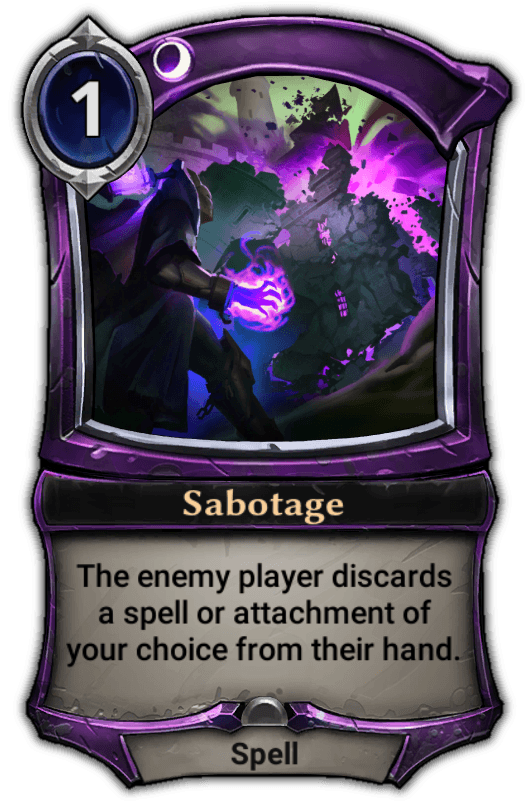 1
Sabotage
The enemy player discards
a spell or attachment of
your choice from their hand.
Spell